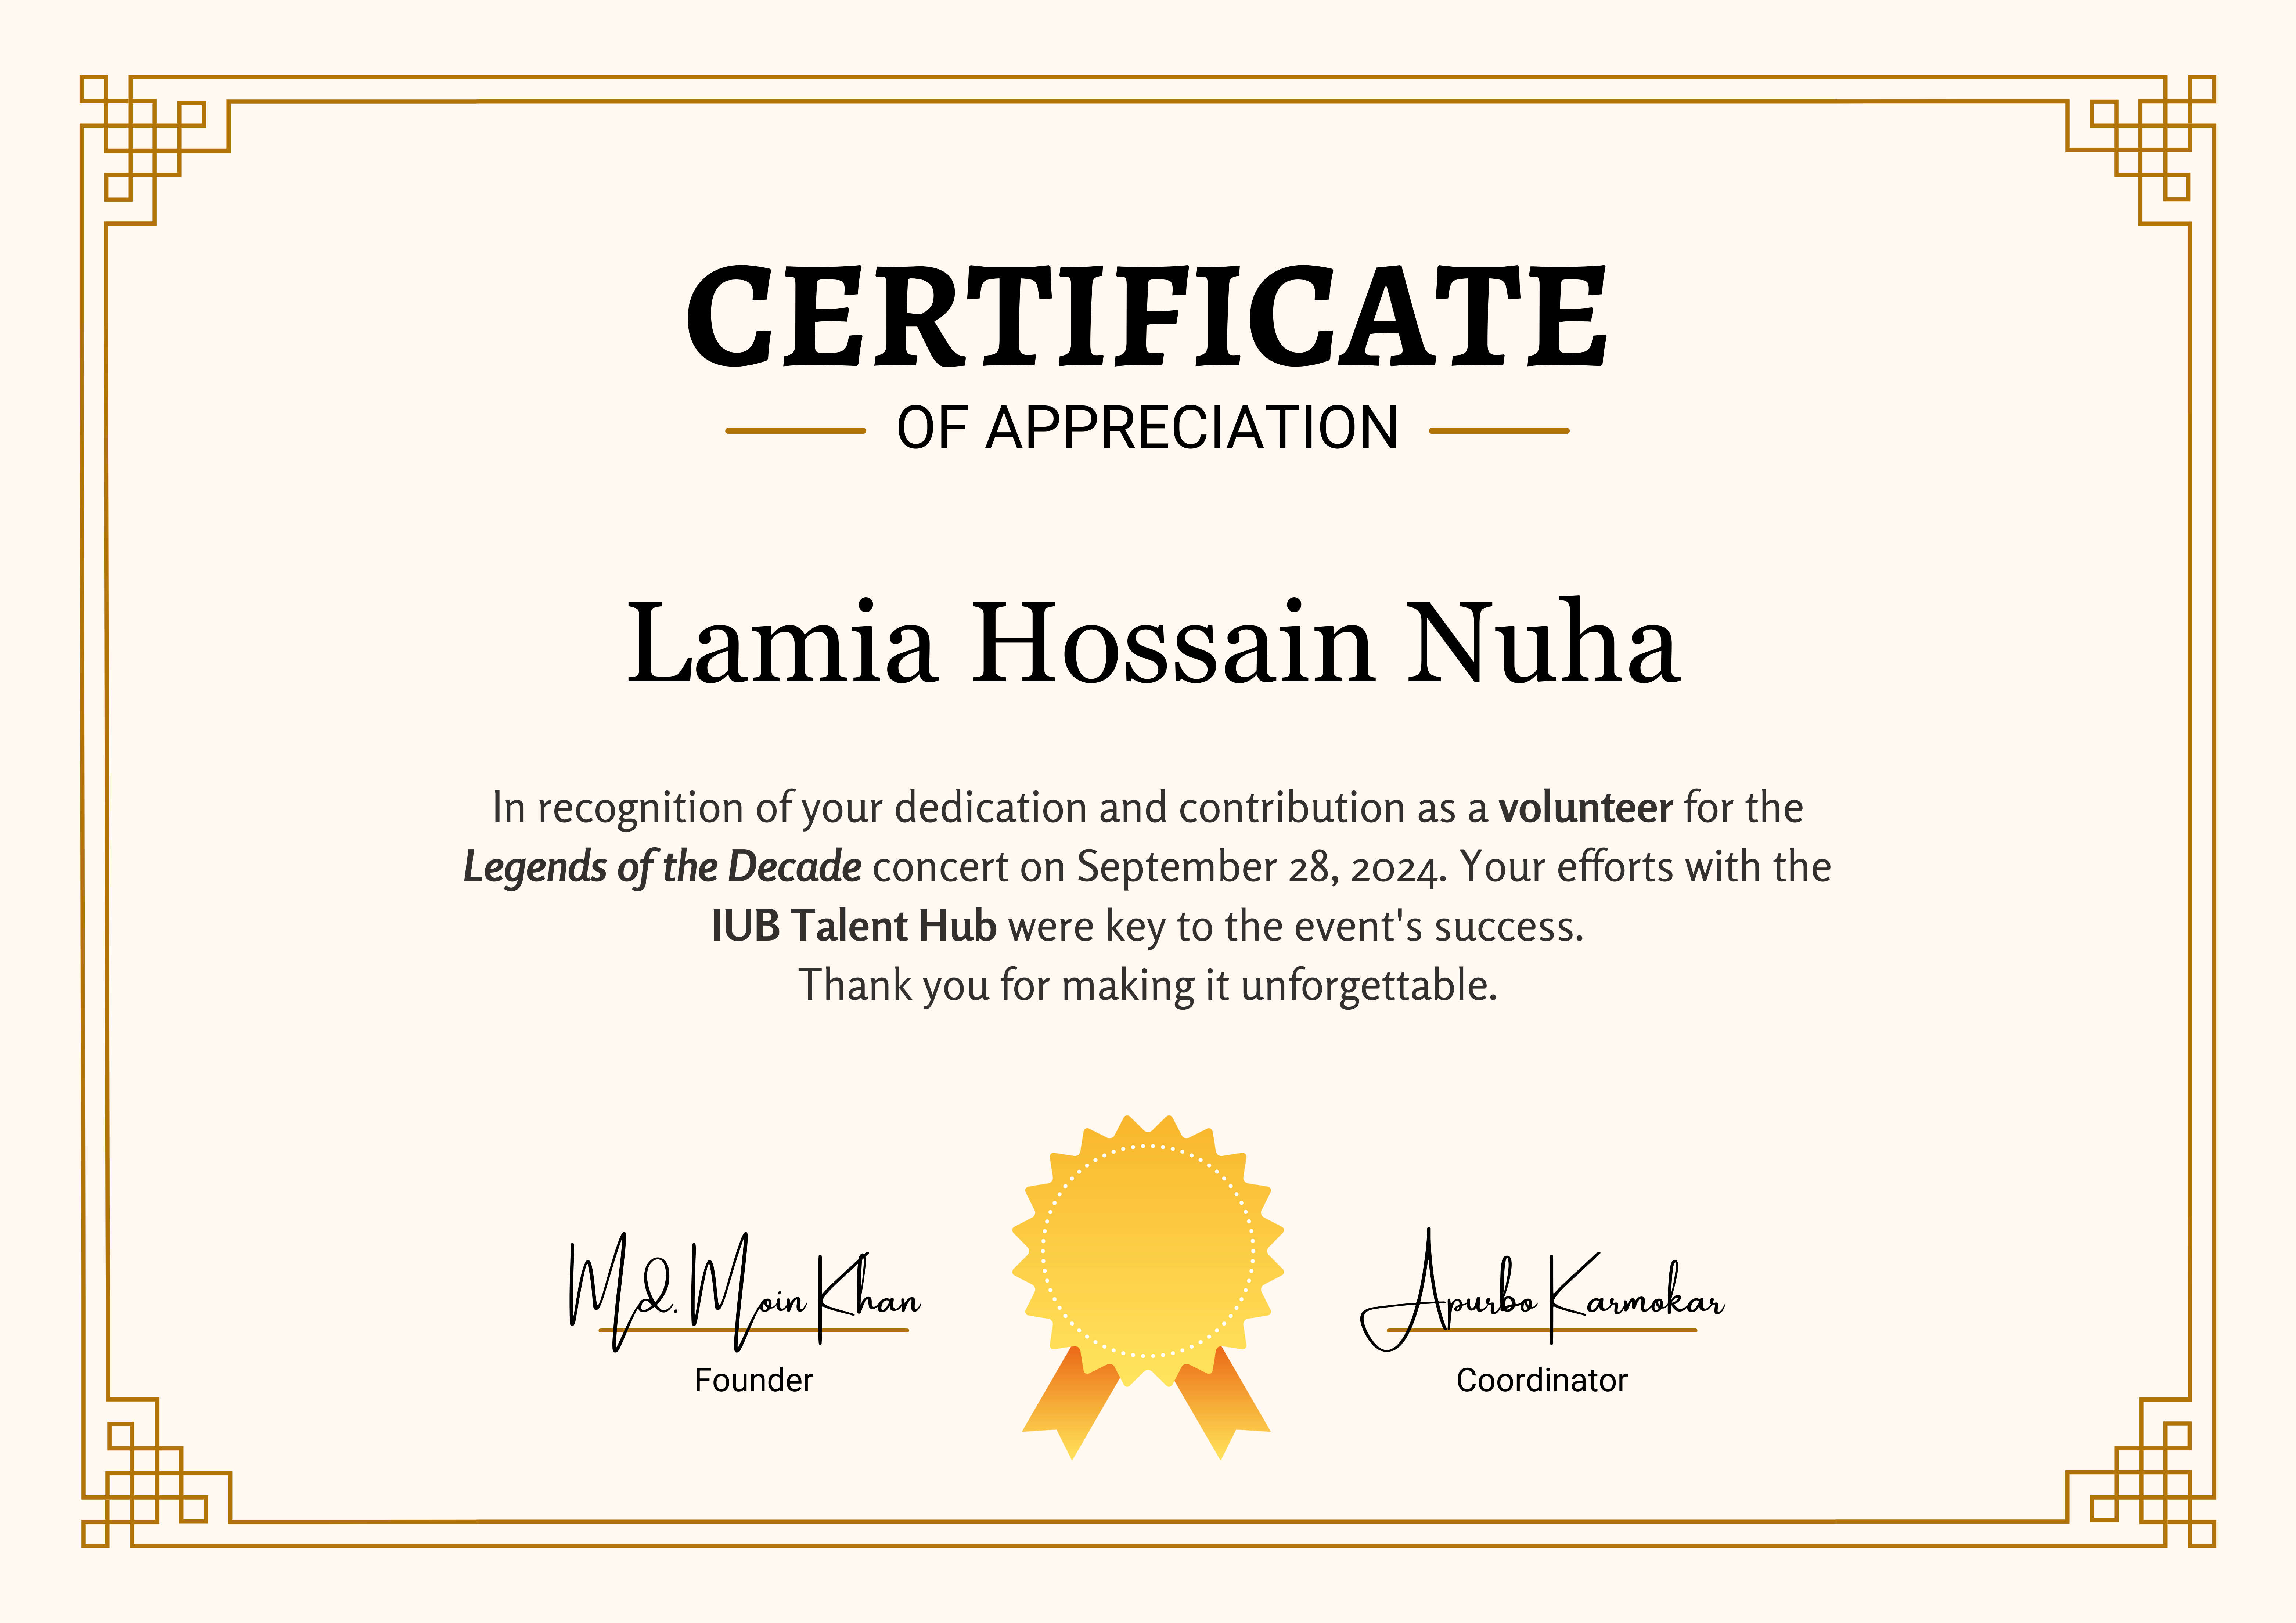 CERTIFICATE
OF APPRECIATION
Lamia Hossain Nuha
In recognition of your dedication and contribution as a volunteer for the
Legends of the Decade concert on September 28, 2024. Your efforts with the
IUB Talent Hub were key to the event's success.
Thank you for making it unforgettable.
Md. Moin Khan
Founder
Apurbo Karmokar
Coordinator